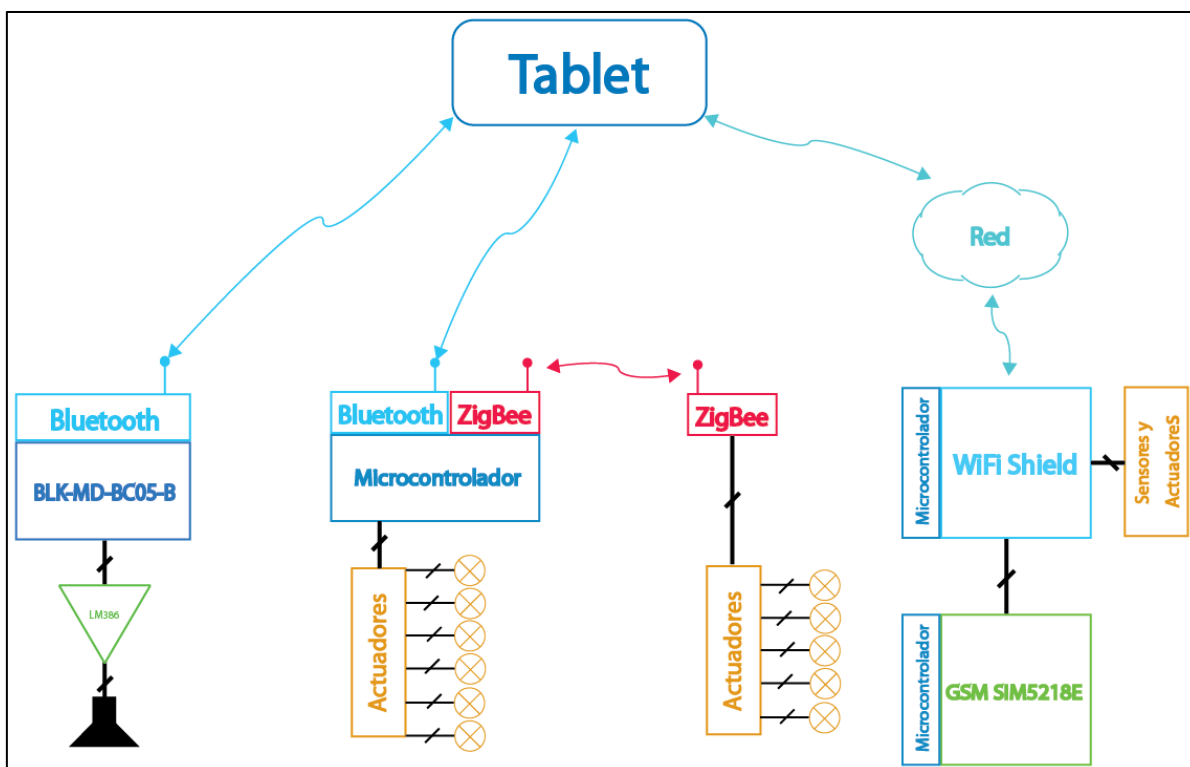 Tablet
Red
Bluetooth
BLK-MD-BC05-B
LM386
Bluetooth
ZigBee
Microcontrolador
Actuadores
ZigBee
Actuadores
Microcontrolador
WiFi Shield
Sensores y
Actuadores
Microcontrolador
GSM SIM5218E